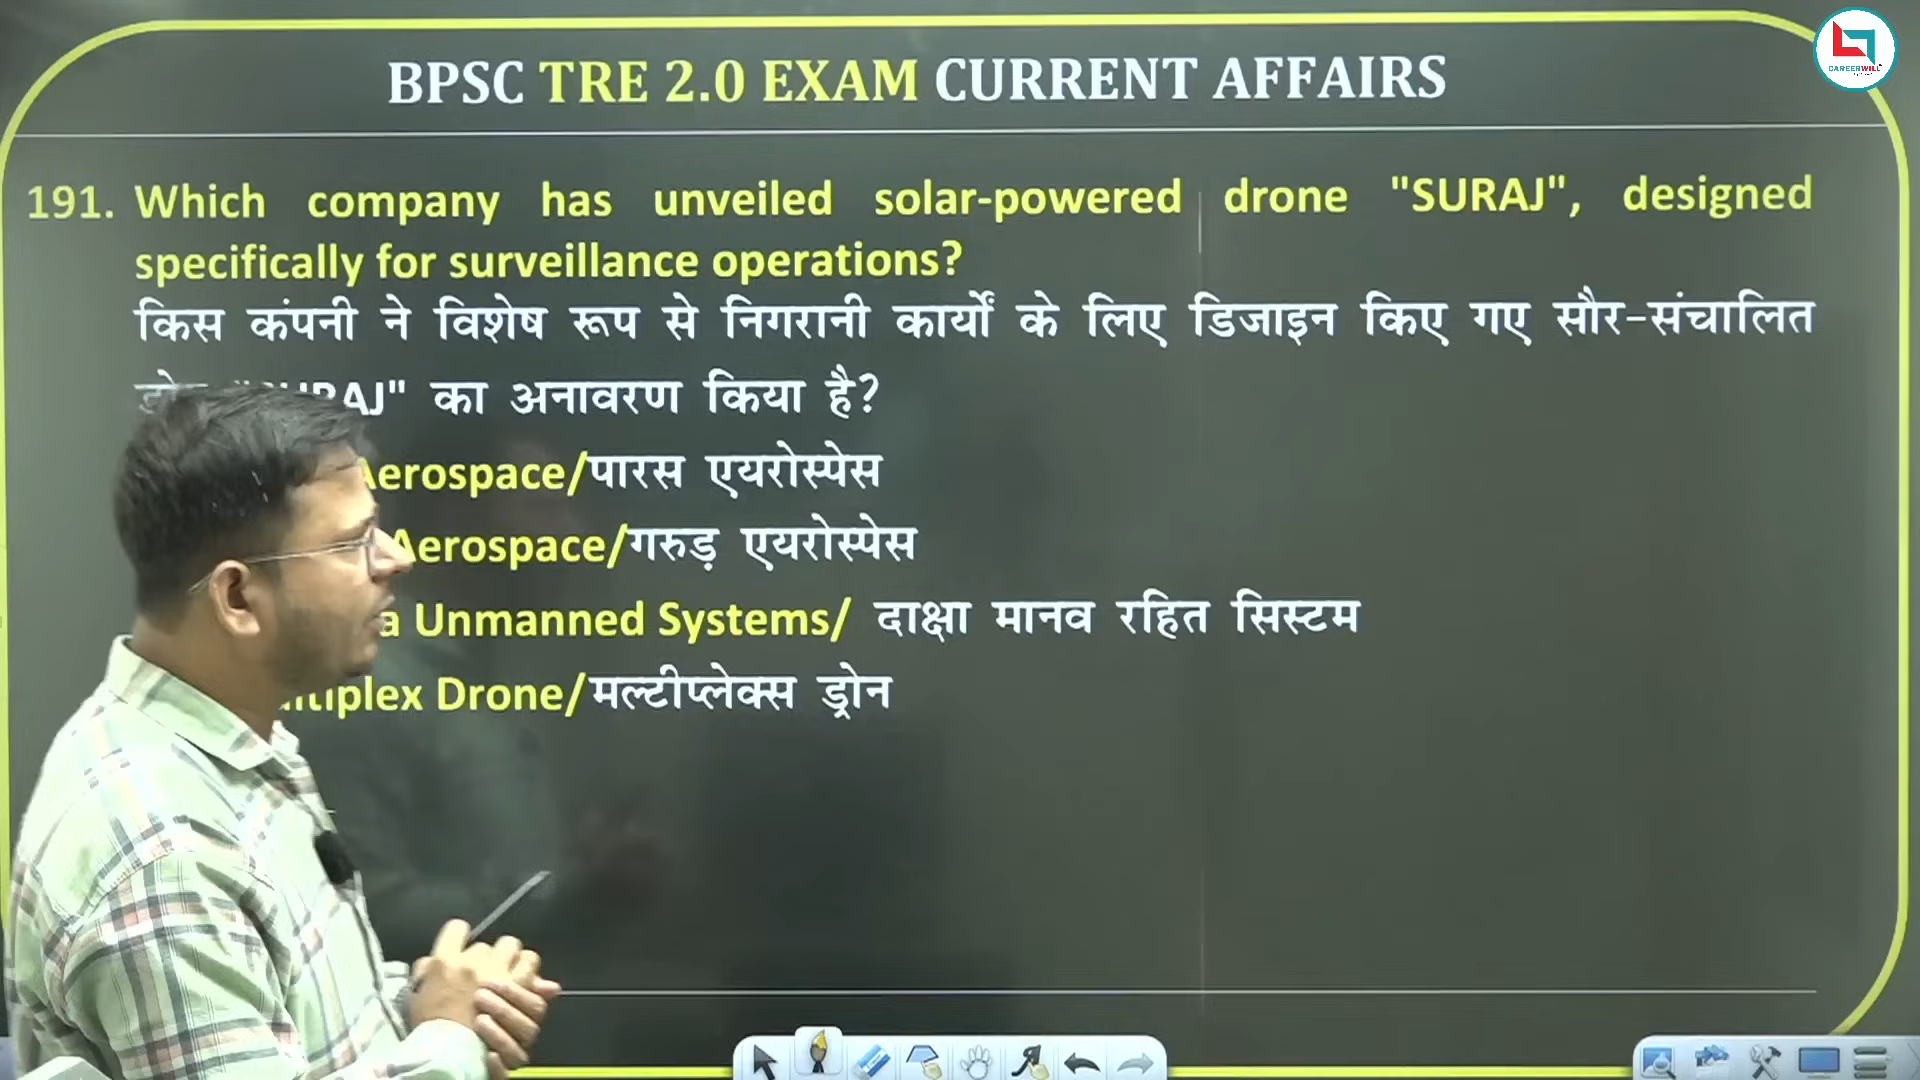 CAREERWILL
BPSC TRE 2.0 EXAM CURRENT AFFAIRS
191. Which company has unveiled solar-powered drone "SURAJ", designed
specifically for surveillance operations?
किस कंपनी ने विशेष रूप से निगरानी कार्यों के लिए डिजाइन किए गए सौर-संचालित
का अनावरण किया है?
Aerospace/पारस एयरोस्पेस
Aerospace/गरुड़ एयरोस्पेस
Unmanned Systems/ दाक्षा मानव रहित सिस्टम
Drone/मल्टीप्लेक्स ड्रोन